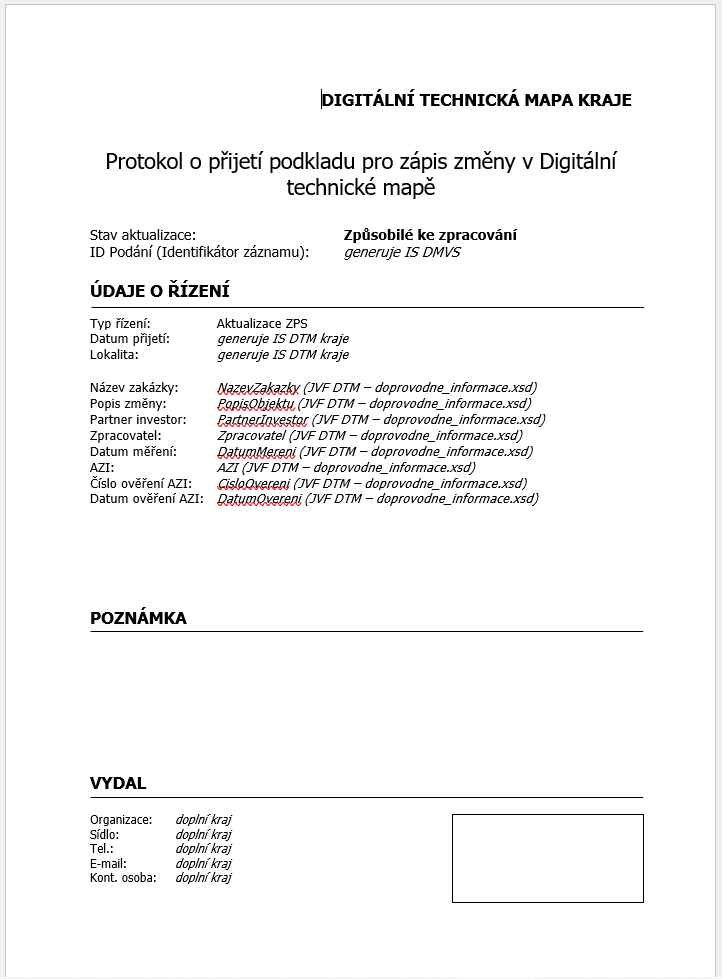 DIGITÁLNÍ TECHNICKÁ MAPA KRAJE
Protokol o přijetí podkladu pro zápis změny v Digitální
technické mapě
Stav aktualizace: Způsobilé ke zpracování
ID Podání (Identifikátor záznamu): generuje IS DMVS
ÚDAJE O ŘÍZENÍ
Typ řízení: Aktualizace ZPS
Datum přijetí: generuje IS DTM kraje
Lokalita: generuje IS DTM kraje
Název zakázky: NazevZakazky (JVF DTM – doprovodne_informace.xsd)
Popis změny: PopisObjektu (JVF DTM – doprovodne_informace.xsd)
Partner investor: PartnerInvestor (JVF DTM – doprovodne_informace.xsd)
Zpracovatel: Zpracovatel (JVF DTM – doprovodne_informace.xsd)
Datum měření: DatumMereni (JVF DTM – doprovodne_informace.xsd)
AZI: AZI (JVF DTM – doprovodne_informace.xsd)
Číslo ověření AZI: CisloOvereni (JVF DTM – doprovodne_informace.xsd)
Datum ověření AZI: DatumOvereni (JVF DTM – doprovodne_informace.xsd)
POZNÁMKA
VYDAL
Organizace: doplní kraj
Sídlo: doplní kraj
Tel.: doplní kraj
E-mail: doplní kraj
Kont. osoba: doplní kraj